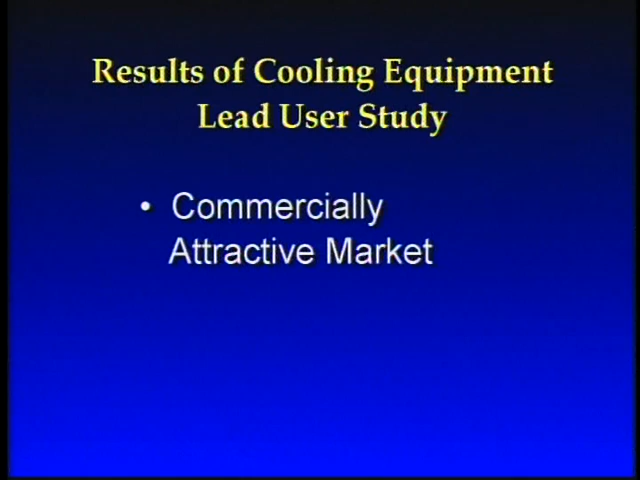 Results of Cooling Equipment
Lead User Study
• Commercially
Attractive Market